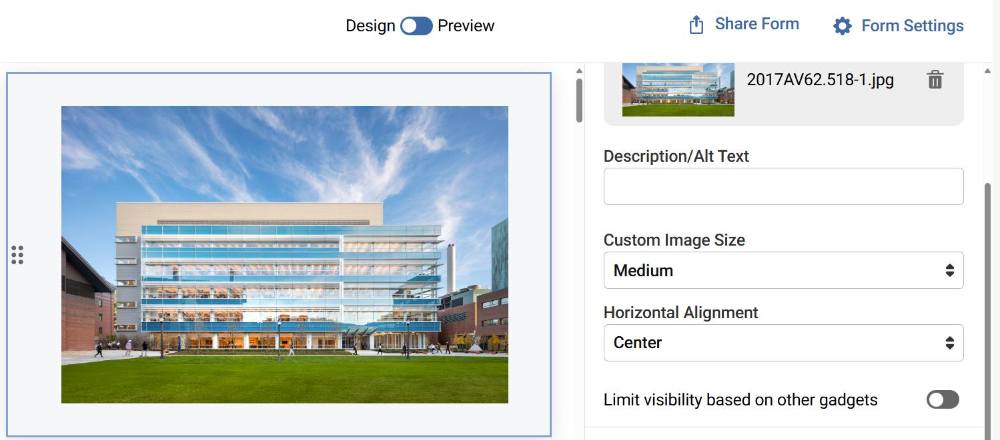 Design Preview
Share Form
Form Settings
2017AV62.518-1.jpg
Description/Alt Text
Custom Image Size
Medium
Horizontal Alignment
Center
Limit visibility based on other gadgets